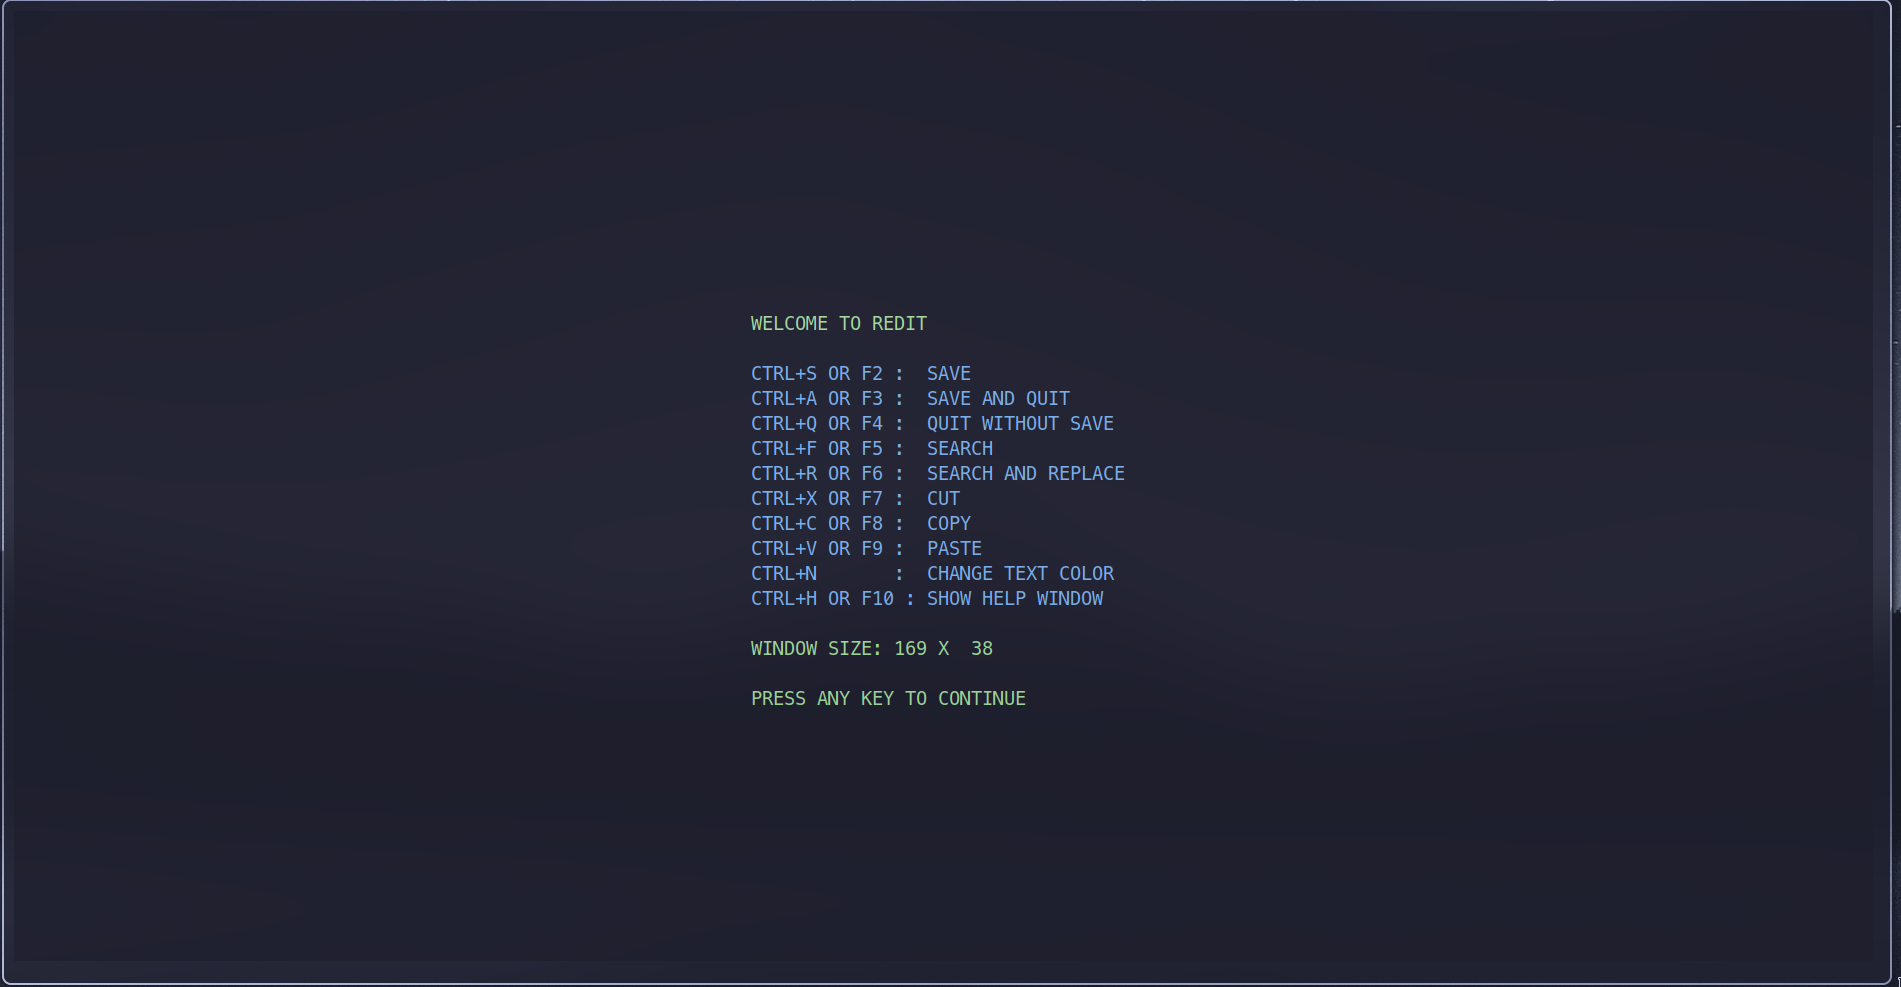 WELCOME TO REDIT
CTRL+S OR F2 :  SAVE
CTRL+A OR F3 :  SAVE AND QUIT
CTRL+Q OR F4 :  QUIT WITHOUT SAVE
CTRL+F OR F5 :  SEARCH
CTRL+R OR F6 :  SEARCH AND REPLACE
CTRL+X OR F7 :  CUT
CTRL+C OR F8 :  COPY
CTRL+V OR F9 :  PASTE
CTRL+N       :  CHANGE TEXT COLOR
CTRL+H OR F10 : SHOW HELP WINDOW
WINDOW SIZE: 169 X  38
PRESS ANY KEY TO CONTINUE